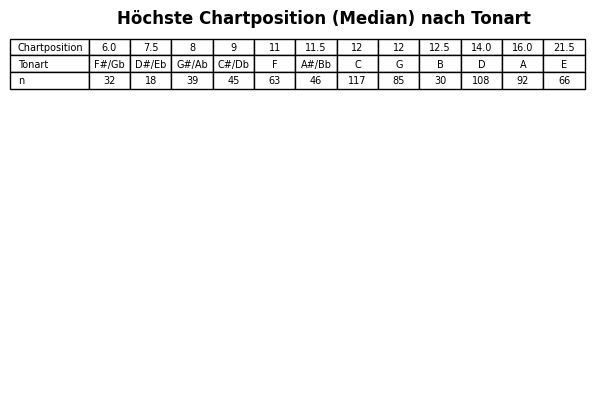 Höchste Chartposition (Median) nach Tonart
Chartposition 6.0 7.5 8 9 11 11.5 12 12 12.5 14.0 16.0 21.5
Tonart F#/Gb D#/Eb G#/Ab C#/Db F A#/Bb C G B D A E
n 32 18 39 45 63 46 117 85 30 108 92 66